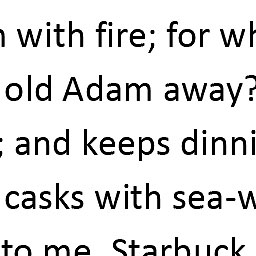 with fire; for wh
old Adam away?
; and keeps dinni
casks with sea-w
to me, Starbuck